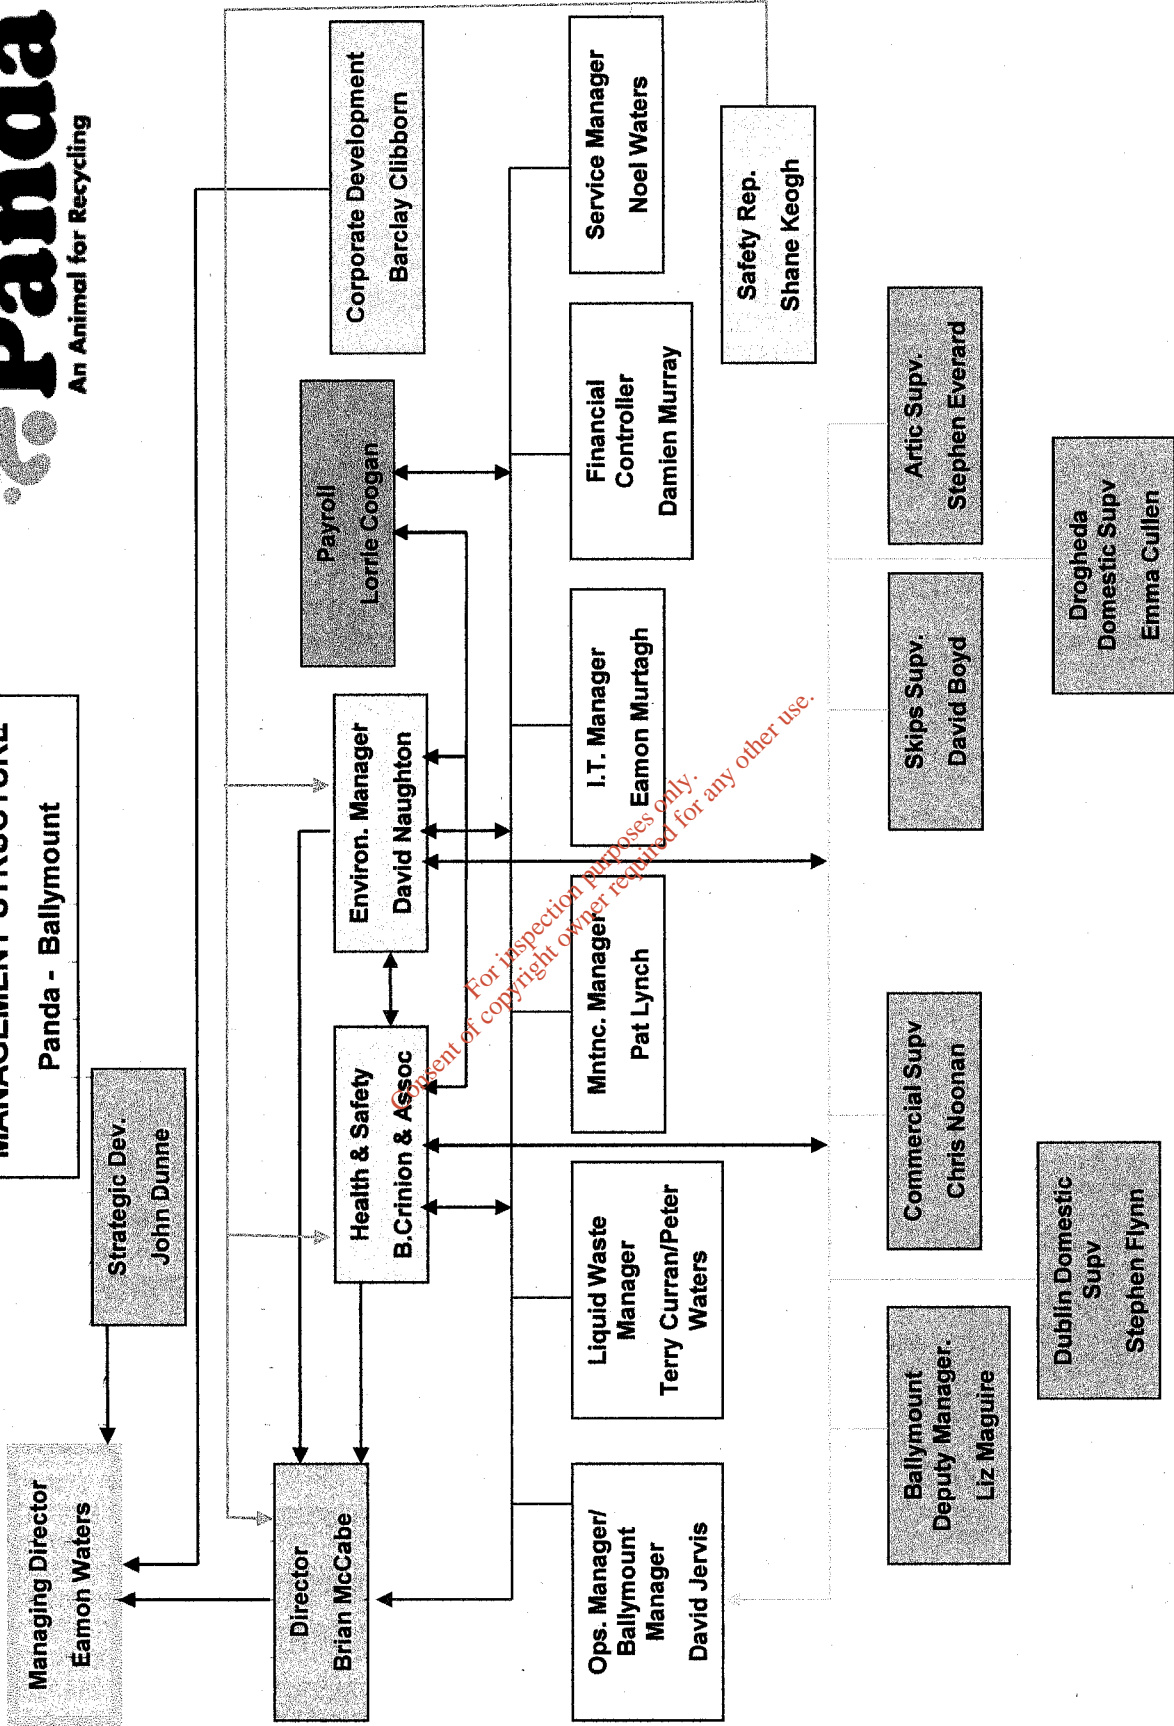 Panda
An Animal for Recycling
MANAGEMENT STRUCTURE
Panda - Ballymount
Managing Director
Eamon Waters
Strategic Dev.
John Dunne
Director
Brian McCabe
Health & Safety
B.Crinion & Assoc
Environ. Manager
David Naughton
Payroll
Lorrie Coogan
Corporate Development
Barclay Clibborn
Ops. Manager/
Ballymount
Manager
David Jervis
Liquid Waste
Manager
Terry Curran/Peter
Waters
Mntnc. Manager
Pat Lynch
I.T. Manager
Eamon Murtagh
Financial
Controller
Damien Murray
Service Manager
Noel Waters
Safety Rep.
Shane Keogh
Ballymount
Deputy Manager.
Liz Maguire
Commercial Supv
Chris Noonan
Skips Supv.
David Boyd
Artic Supv.
Stephen Everard
Dublin Domestic
Supv
Stephen Flynn
Drogheda
Domestic Supv
Emma Cullen
For inspection purposes only.
Consent of copyright owner required for any other use.